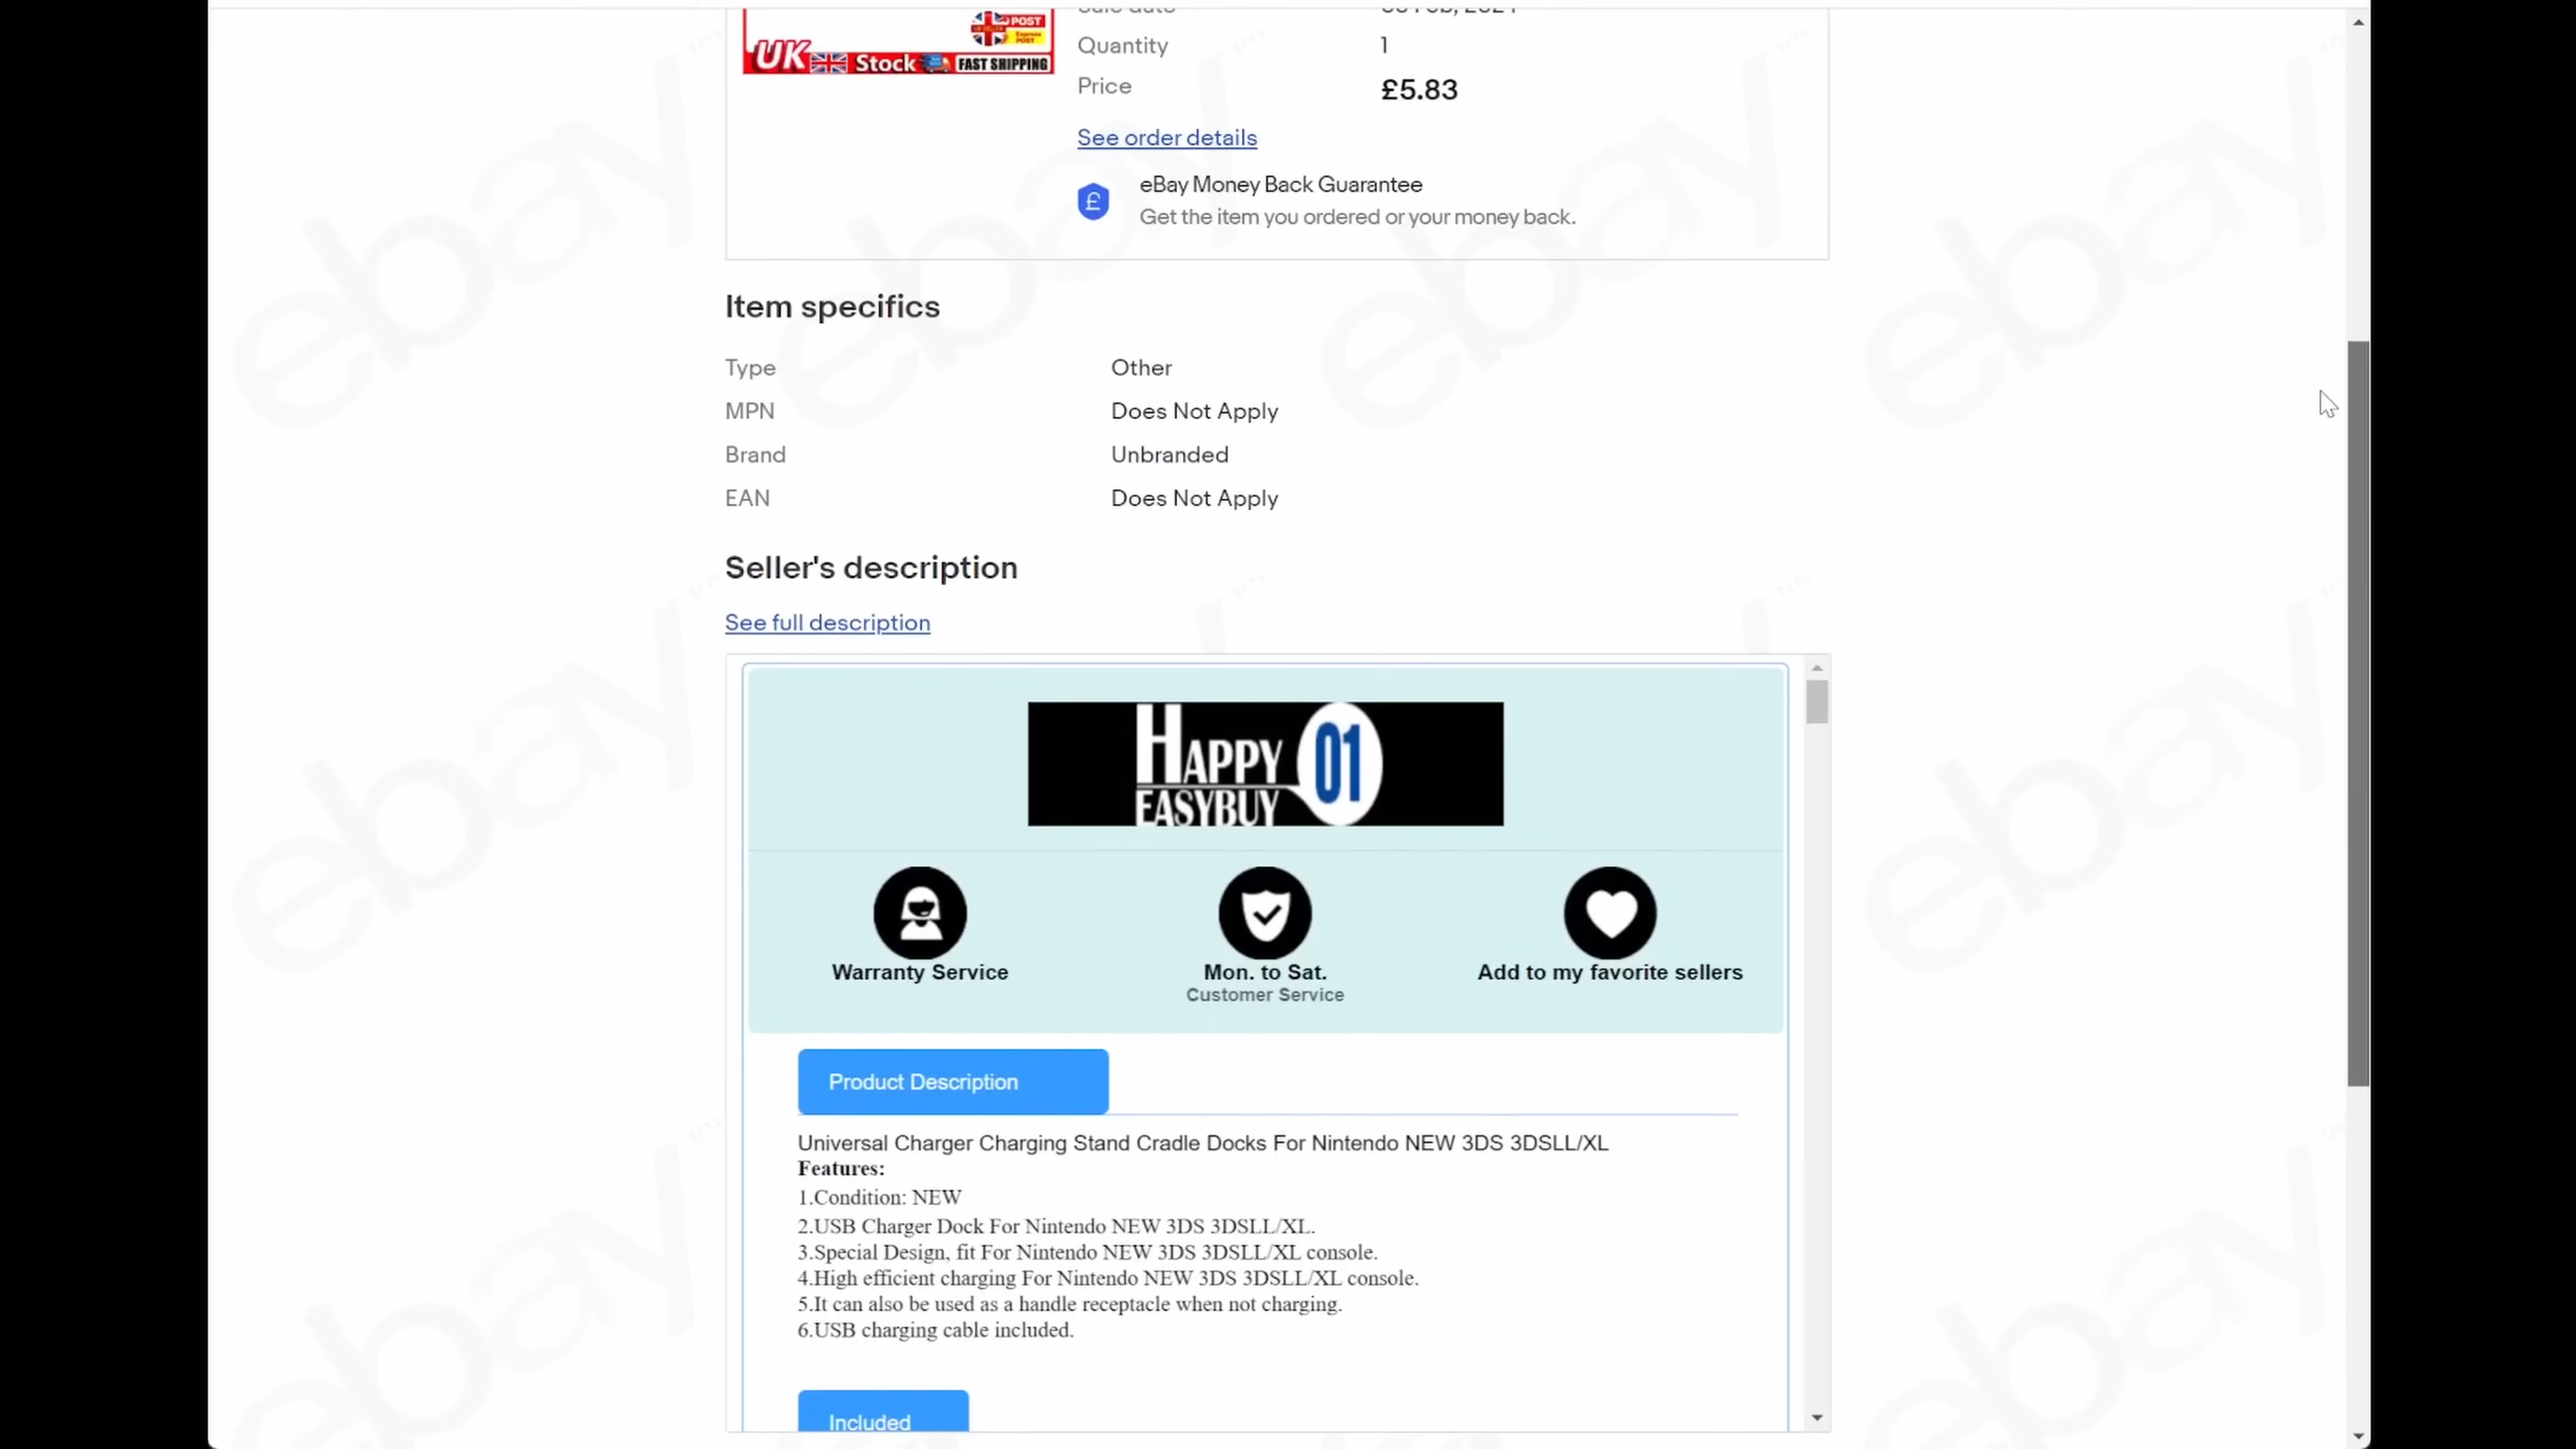 Sale date
Quantity 1
Price £5.83
UK Stock FAST SHIPPING
POST
POST
See order details
£
eBay Money Back Guarantee
Get the item you ordered or your money back.
Item specifics
Type Other
MPN Does Not Apply
Brand Unbranded
EAN Does Not Apply
Seller's description
See full description
HAPPY 01
EASYBUY
Warranty Service
Mon. to Sat.
Customer Service
Add to my favorite sellers
Product Description
Universal Charger Charging Stand Cradle Docks For Nintendo NEW 3DS 3DSLL/XL
Features:
1.Condition: NEW
2.USB Charger Dock For Nintendo NEW 3DS 3DSLL/XL.
3.Special Design, fit For Nintendo NEW 3DS 3DSLL/XL console.
4.High efficient charging For Nintendo NEW 3DS 3DSLL/XL console.
5.It can also be used as a handle receptacle when not charging.
6.USB charging cable included.
Included
ebay™